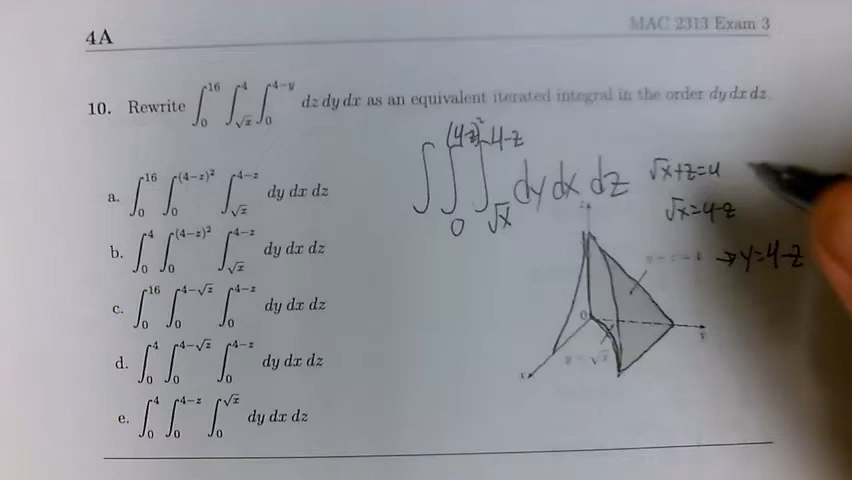 4A
MAC 2313 Exam 3
10. Rewrite ∫₀¹⁶ ∫_√x⁴ ∫₀^(4−y) dz dy dx as an equivalent iterated integral in the order dy dx dz
∫ ∫₀^(4-z)² ∫_√x^4-z dy dx dz
√x+z=4
√x=4-z
→ y=4-z
a. ∫₀¹⁶ ∫₀^(4−z)² ∫_√x^4−z dy dx dz
b. ∫₀⁴ ∫₀^(4−z)² ∫_√x^4−z dy dx dz
c. ∫₀¹⁶ ∫₀^4−√x ∫₀^4−z dy dx dz
d. ∫₀⁴ ∫₀^4−√x ∫₀^4−z dy dx dz
e. ∫₀⁴ ∫₀^4−z ∫₀^√x dy dx dz
z
0
y = √x
x
y